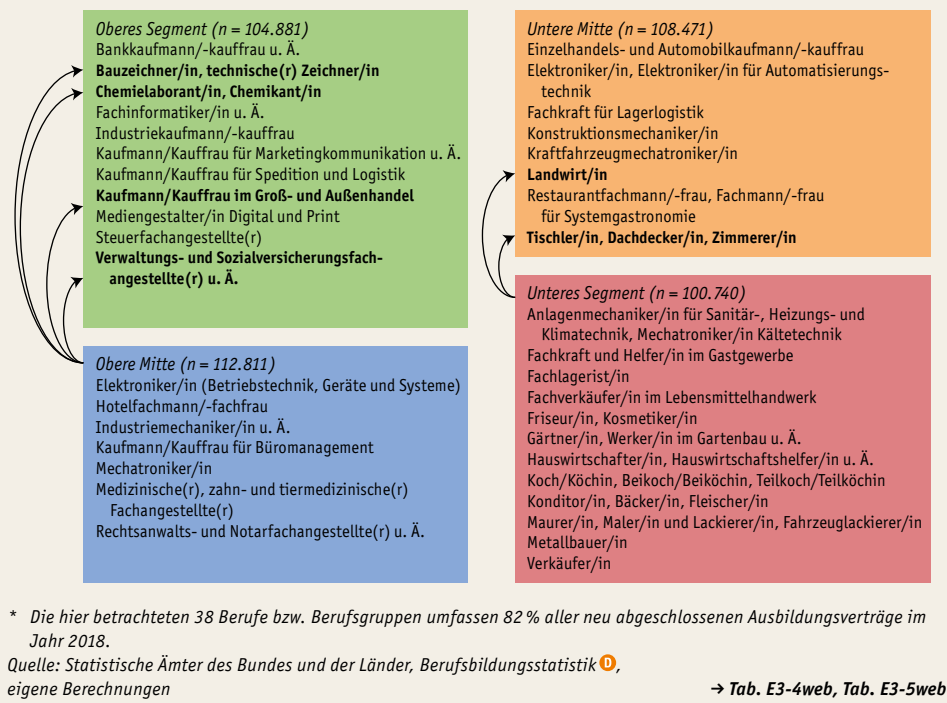 Oberes Segment (n = 104.881)
Bankkaufmann/-kauffrau u. Ä.
Bauzeichner/in, technische(r) Zeichner/in
Chemielaborant/in, Chemikant/in
Fachinformatiker/in u. Ä.
Industriekaufmann/-kauffrau
Kaufmann/Kauffrau für Marketingkommunikation u. Ä.
Kaufmann/Kauffrau für Spedition und Logistik
Kaufmann/Kauffrau im Groß- und Außenhandel
Mediengestalter/in Digital und Print
Steuerfachangestellte(r)
Verwaltungs- und Sozialversicherungsfach-
angestellte(r) u. Ä.
Obere Mitte (n = 112.811)
Elektroniker/in (Betriebstechnik, Geräte und Systeme)
Hotelfachmann/-fachfrau
Industriemechaniker/in u. Ä.
Kaufmann/Kauffrau für Büromanagement
Mechatroniker/in
Medizinische(r), zahn- und tiermedizinische(r)
Fachangestellte(r)
Rechtsanwalts- und Notarfachangestellte(r) u. Ä.
Untere Mitte (n = 108.471)
Einzelhandels- und Automobilkaufmann/-kauffrau
Elektroniker/in, Elektroniker/in für Automatisierungs-
technik
Fachkraft für Lagerlogistik
Konstruktionsmechaniker/in
Kraftfahrzeugmechatroniker/in
Landwirt/in
Restaurantfachmann/-frau, Fachmann/-frau
für Systemgastronomie
Tischler/in, Dachdecker/in, Zimmerer/in
Unteres Segment (n = 100.740)
Anlagenmechaniker/in für Sanitär-, Heizungs- und
Klimatechnik, Mechatroniker/in Kältetechnik
Fachkraft und Helfer/in im Gastgewerbe
Fachlagerist/in
Fachverkäufer/in im Lebensmittelhandwerk
Friseur/in, Kosmetiker/in
Gärtner/in, Werker/in im Gartenbau u. Ä.
Hauswirtschafter/in, Hauswirtschaftshelfer/in u. Ä.
Koch/Köchin, Beikoch/Beiköchin, Teilkoch/Teilköchin
Konditor/in, Bäcker/in, Fleischer/in
Maurer/in, Maler/in und Lackierer/in, Fahrzeuglackierer/in
Metallbauer/in
Verkäufer/in
* Die hier betrachteten 38 Berufe bzw. Berufsgruppen umfassen 82 % aller neu abgeschlossenen Ausbildungsverträge im
Jahr 2018.
Quelle: Statistische Ämter des Bundes und der Länder, Berufsbildungsstatistik D,
eigene Berechnungen
→ Tab. E3-4web, Tab. E3-5web